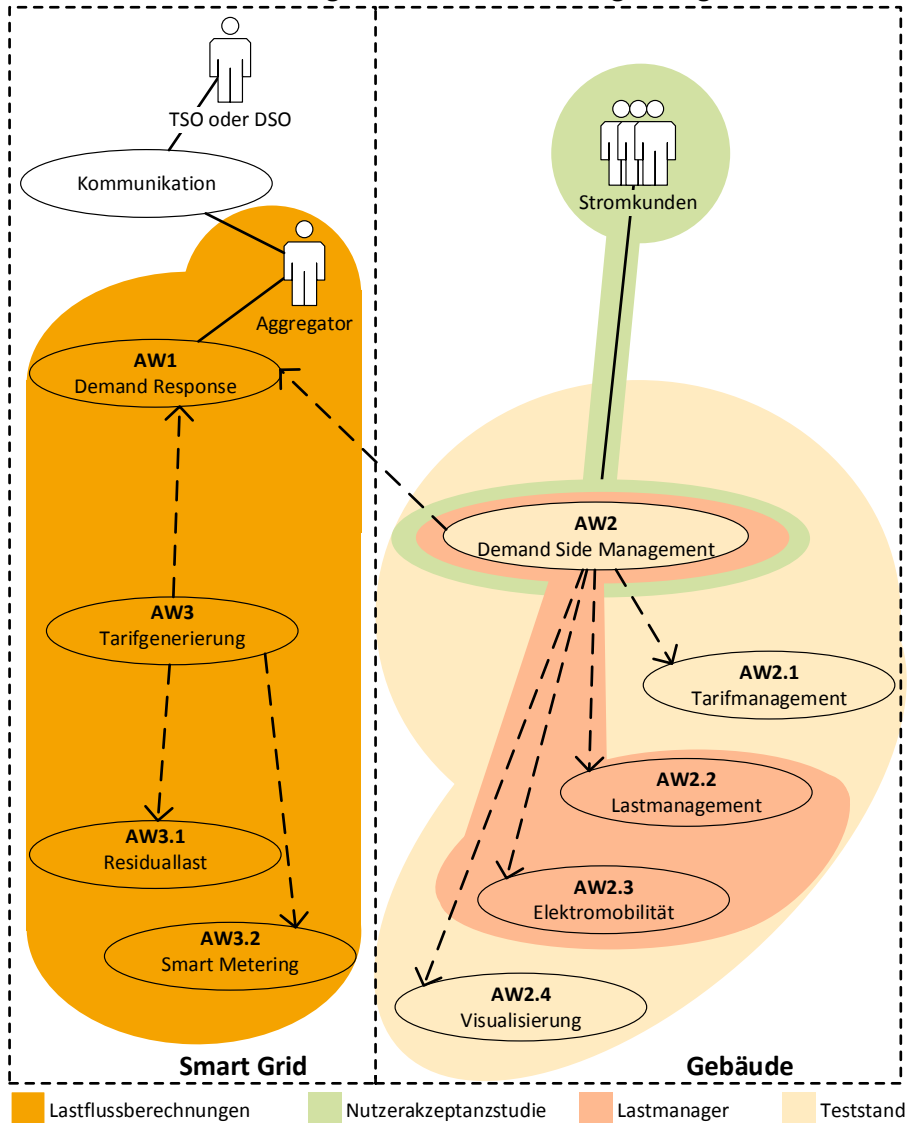 TSO oder DSO
Kommunikation
Aggregator
AW1
Demand Response
AW3
Tarifgenerierung
AW3.1
Residuallast
AW3.2
Smart Metering
Smart Grid
Stromkunden
AW2
Demand Side Management
AW2.1
Tarifmanagement
AW2.2
Lastmanagement
AW2.3
Elektromobilität
AW2.4
Visualisierung
Gebäude
Lastflussberechnungen
Nutzerakzeptanzstudie
Lastmanager
Teststand